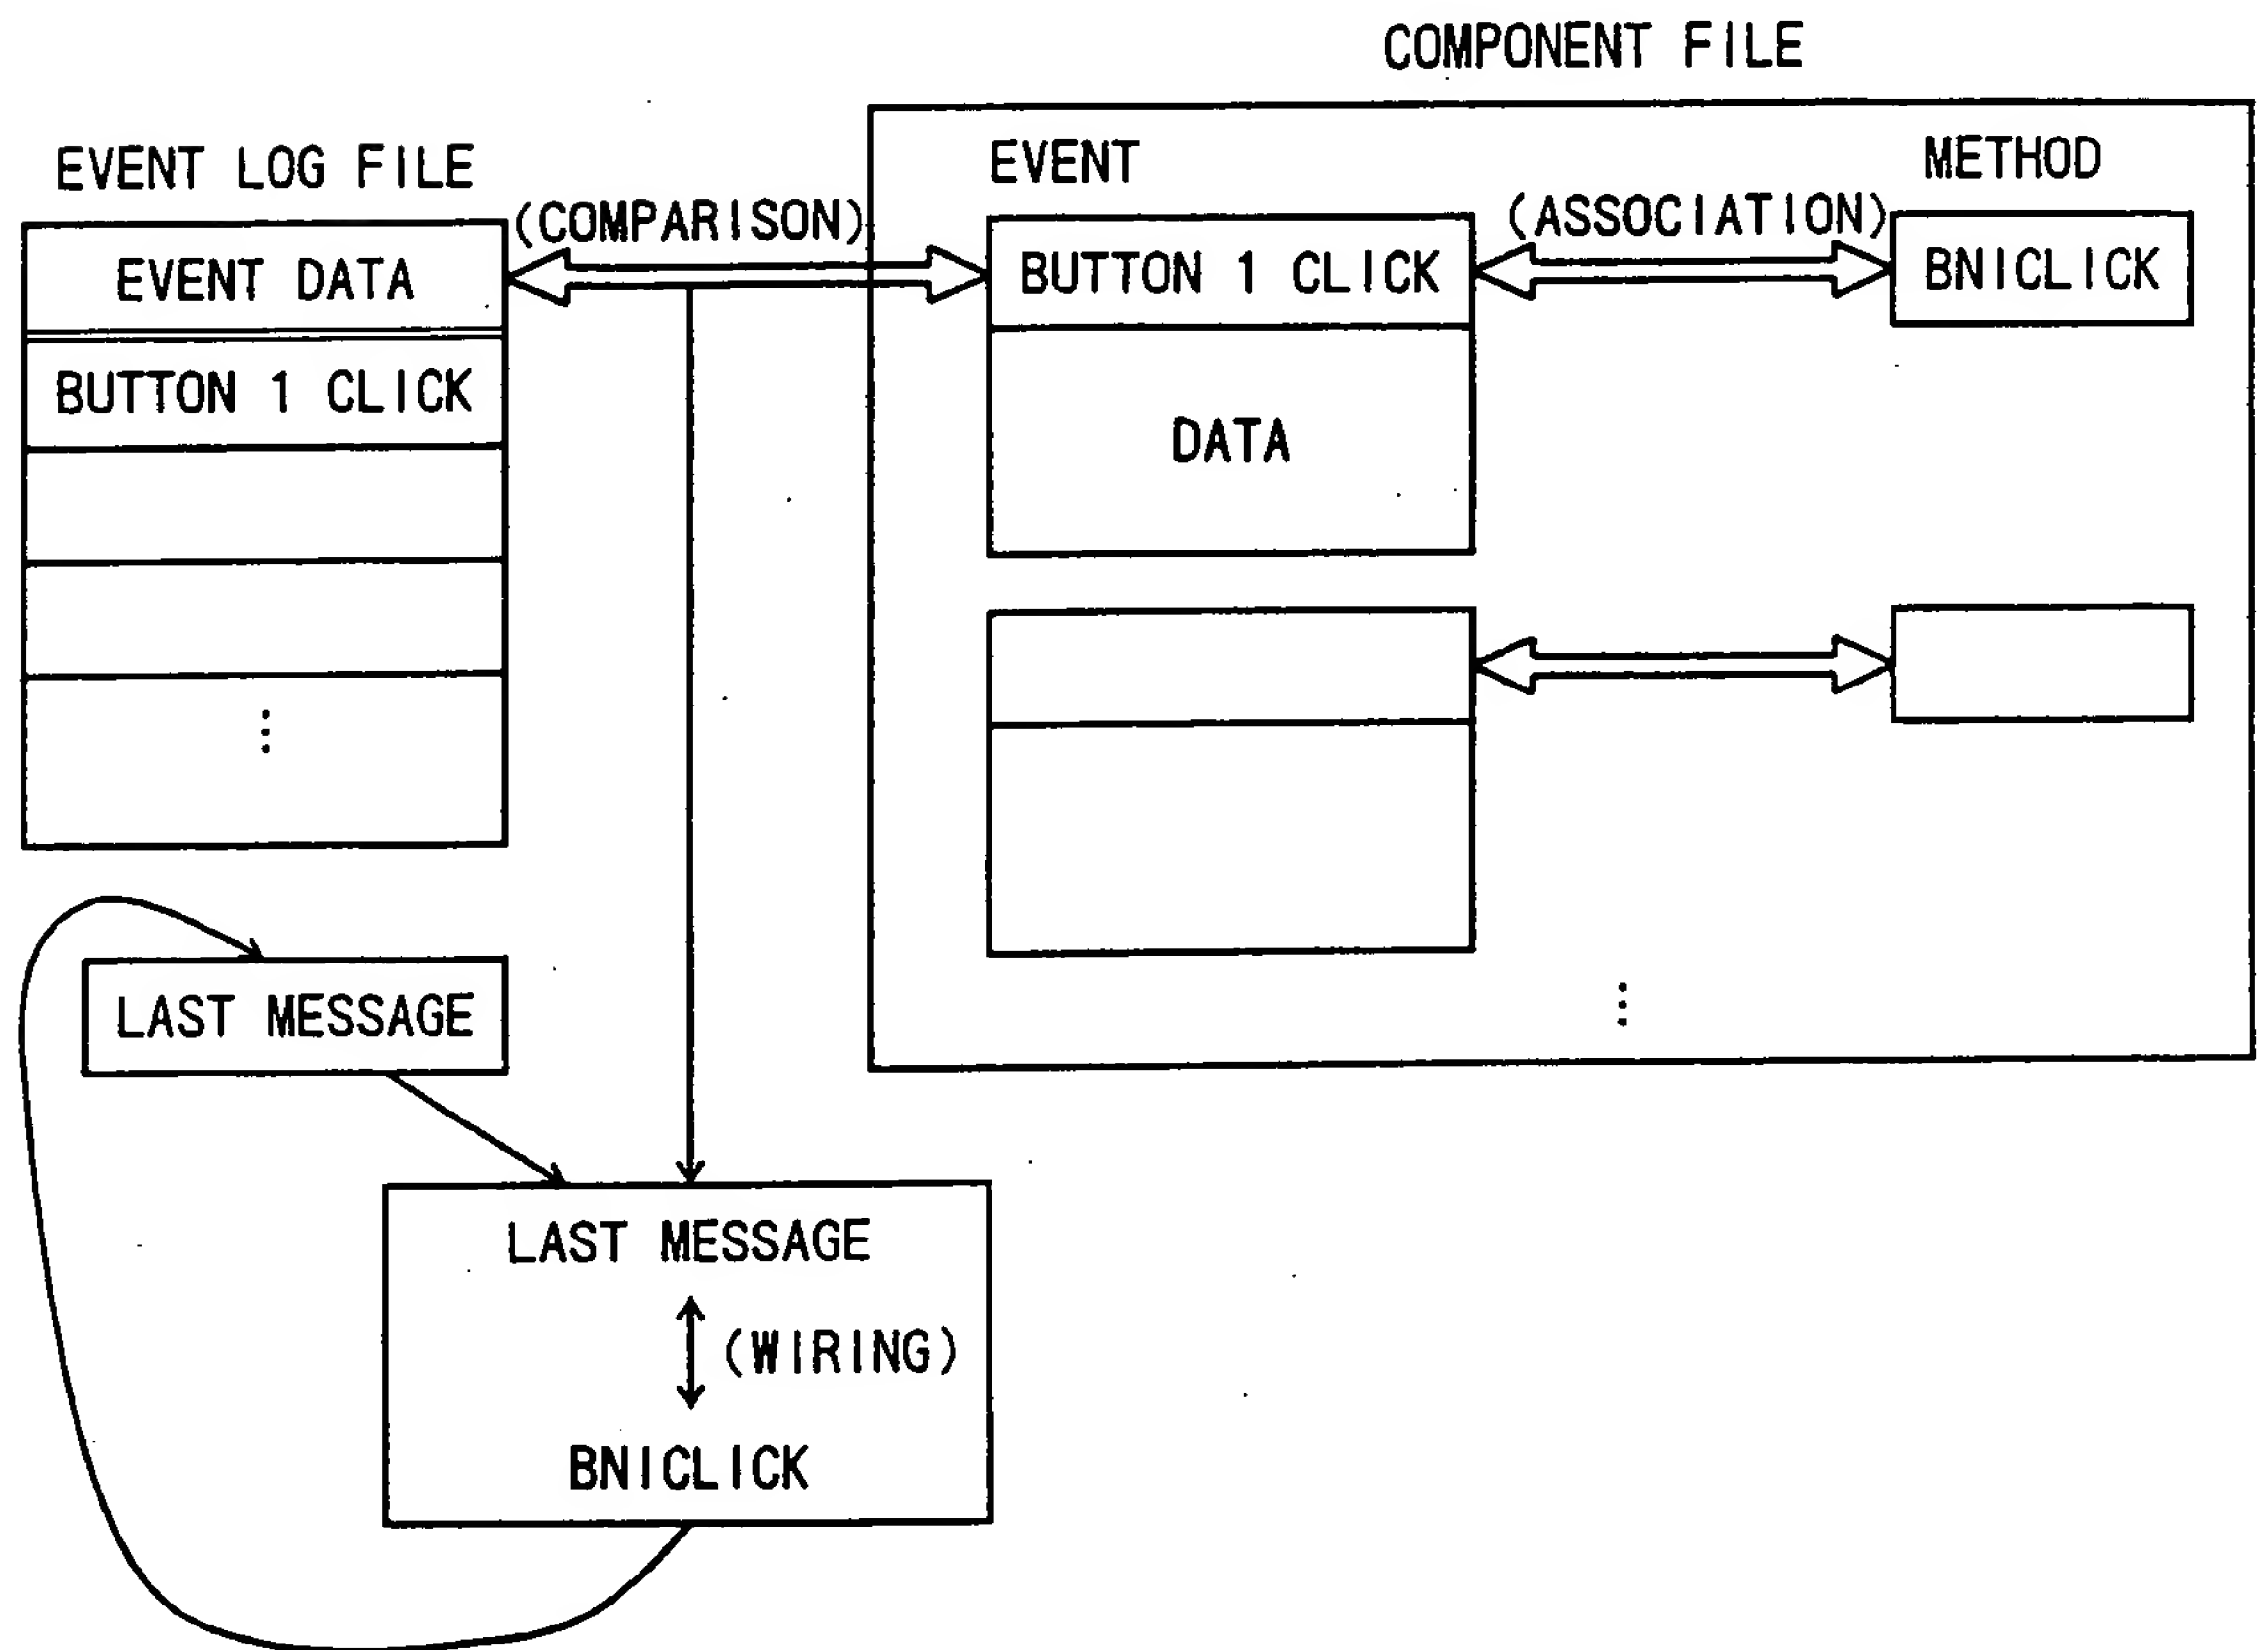 COMPONENT FILE
EVENT LOG FILE
EVENT
METHOD
(COMPARISON)
(ASSOCIATION)
EVENT DATA
BUTTON 1 CLICK
BNICLICK
BUTTON 1 CLICK
DATA
LAST MESSAGE
LAST MESSAGE
(WIRING)
BNICLICK